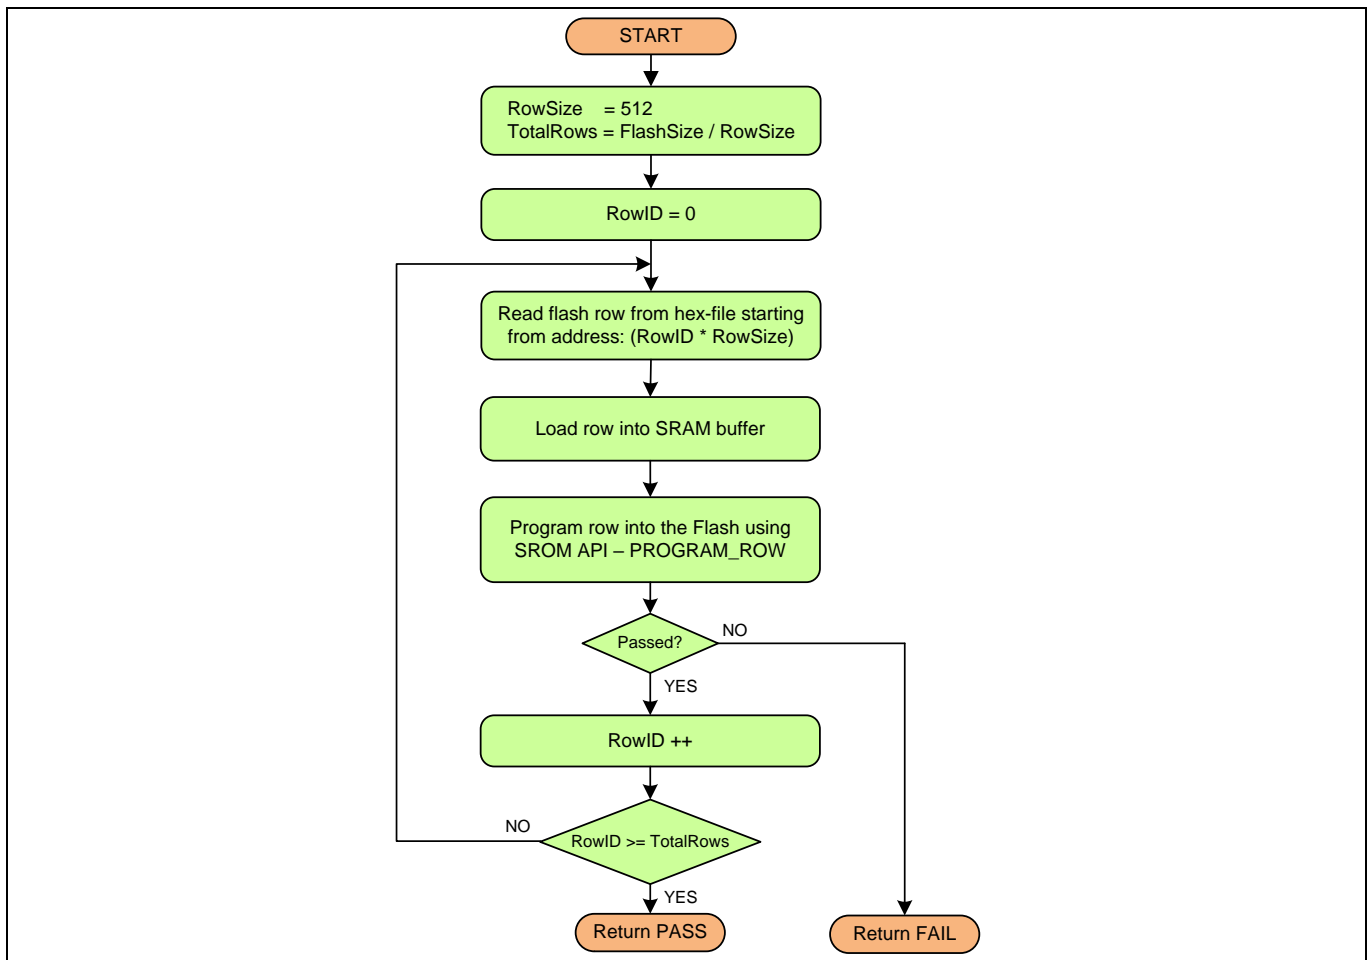 START
RowSize = 512
TotalRows = FlashSize / RowSize
RowID = 0
Read flash row from hex-file starting
from address: (RowID * RowSize)
Load row into SRAM buffer
Program row into the Flash using
SROM API – PROGRAM_ROW
Passed?
NO
YES
RowID ++
NO
RowID >= TotalRows
YES
Return PASS
Return FAIL